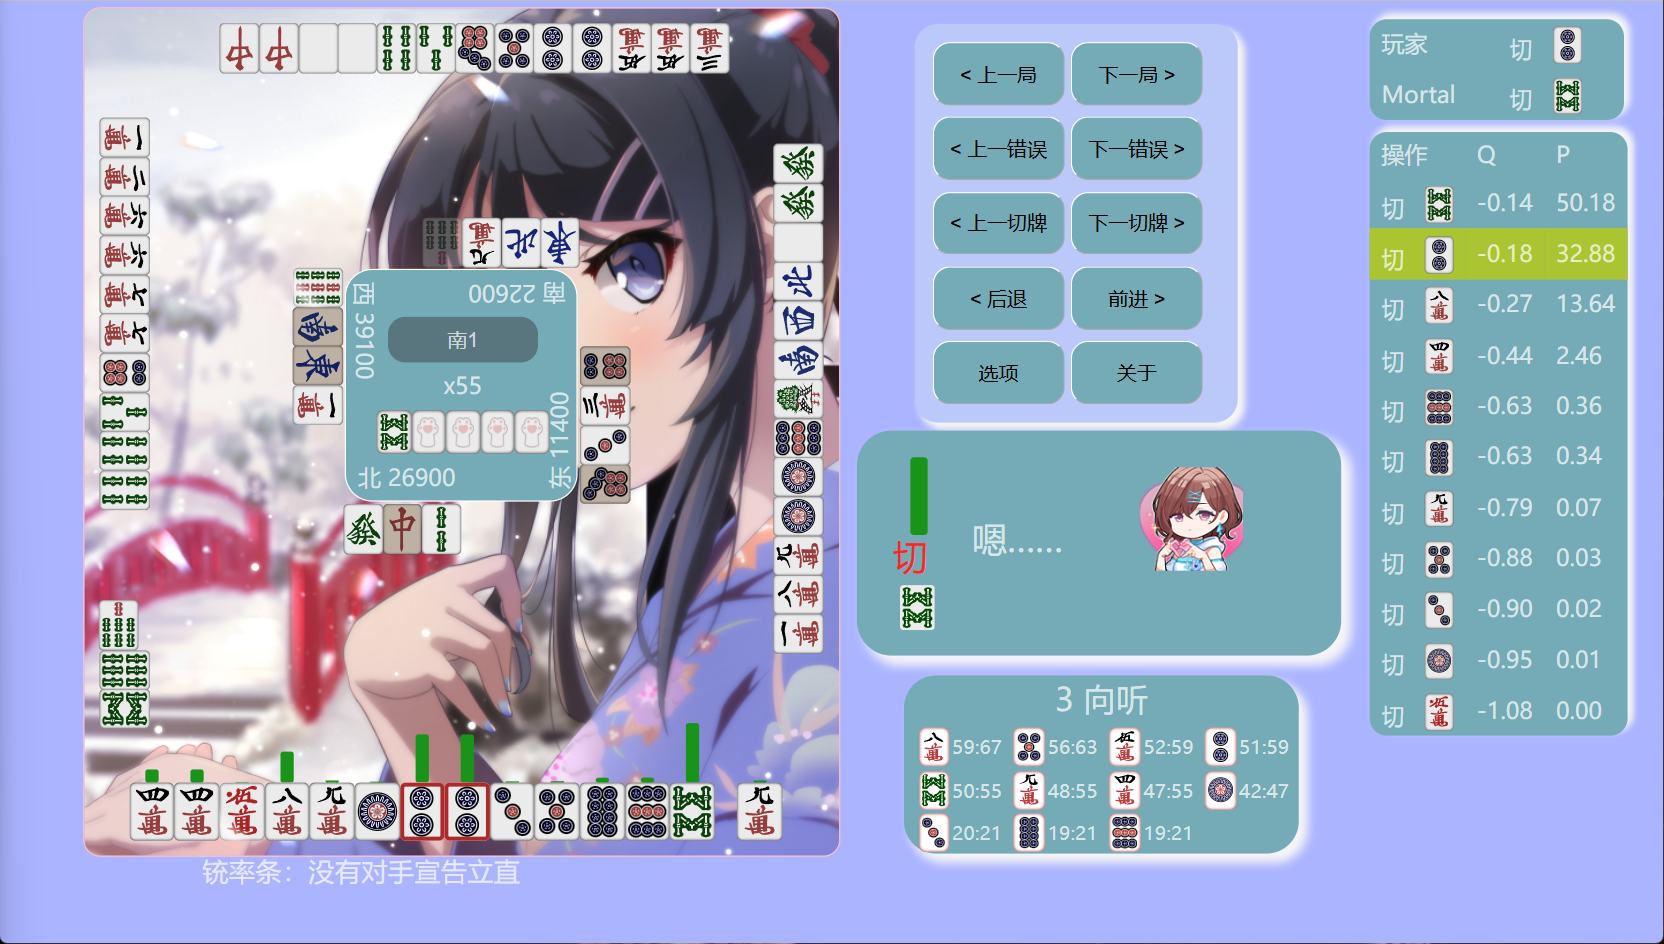 南 22600
西 39100
南1
x55
东 11400
北 26900
铳率条：没有对手宣告立直
< 上一局
下一局 >
< 上一错误
下一错误 >
< 上一切牌
下一切牌 >
< 后退
前进 >
选项
关于
切
嗯......
3 向听
59:67 56:63 52:59 51:59
50:55 48:55 47:55 42:47
20:21 19:21 19:21
玩家 切
Mortal 切
操作 Q P
切 -0.14 50.18
切 -0.18 32.88
切 -0.27 13.64
切 -0.44 2.46
切 -0.63 0.36
切 -0.63 0.34
切 -0.79 0.07
切 -0.88 0.03
切 -0.90 0.02
切 -0.95 0.01
切 -1.08 0.00